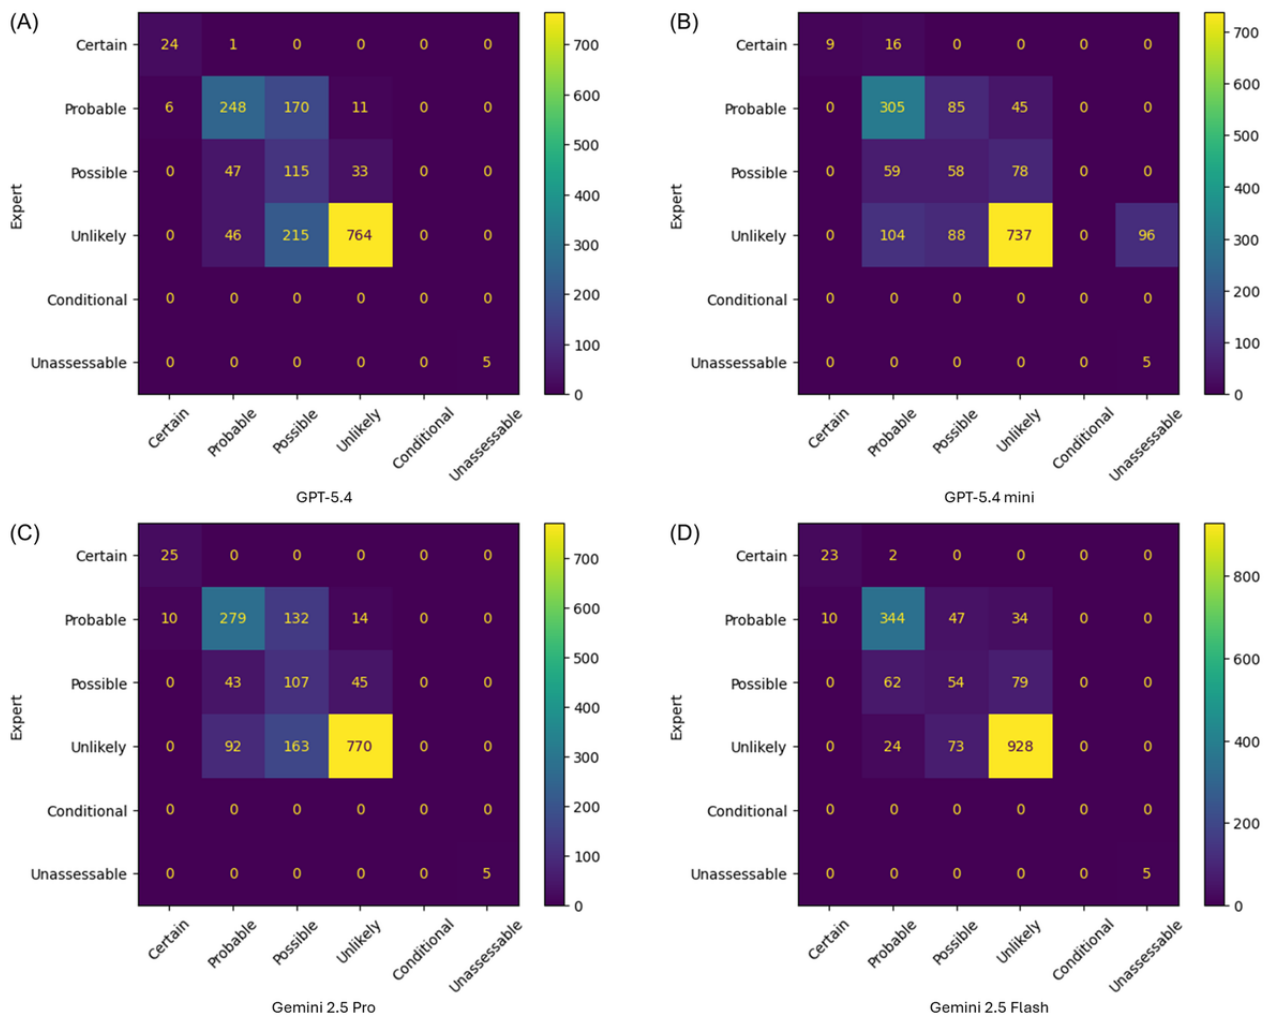 (A)
Certain 24 1 0 0 0 0
Probable 6 248 170 11 0 0
Possible 0 47 115 33 0 0
Unlikely 0 46 215 764 0 0
Conditional 0 0 0 0 0 0
Unassessable 0 0 0 0 0 5
Expert
Certain Probable Possible Unlikely Conditional Unassessable
GPT-5.4
700
600
500
400
300
200
100
0
(B)
Certain 9 16 0 0 0 0
Probable 0 305 85 45 0 0
Possible 0 59 58 78 0 0
Unlikely 0 104 88 737 0 96
Conditional 0 0 0 0 0 0
Unassessable 0 0 0 0 0 5
Expert
Certain Probable Possible Unlikely Conditional Unassessable
GPT-5.4 mini
700
600
500
400
300
200
100
0
(C)
Certain 25 0 0 0 0 0
Probable 10 279 132 14 0 0
Possible 0 43 107 45 0 0
Unlikely 0 92 163 770 0 0
Conditional 0 0 0 0 0 0
Unassessable 0 0 0 0 0 5
Expert
Certain Probable Possible Unlikely Conditional Unassessable
Gemini 2.5 Pro
700
600
500
400
300
200
100
0
(D)
Certain 23 2 0 0 0 0
Probable 10 344 47 34 0 0
Possible 0 62 54 79 0 0
Unlikely 0 24 73 928 0 0
Conditional 0 0 0 0 0 0
Unassessable 0 0 0 0 0 5
Expert
Certain Probable Possible Unlikely Conditional Unassessable
Gemini 2.5 Flash
800
600
400
200
0